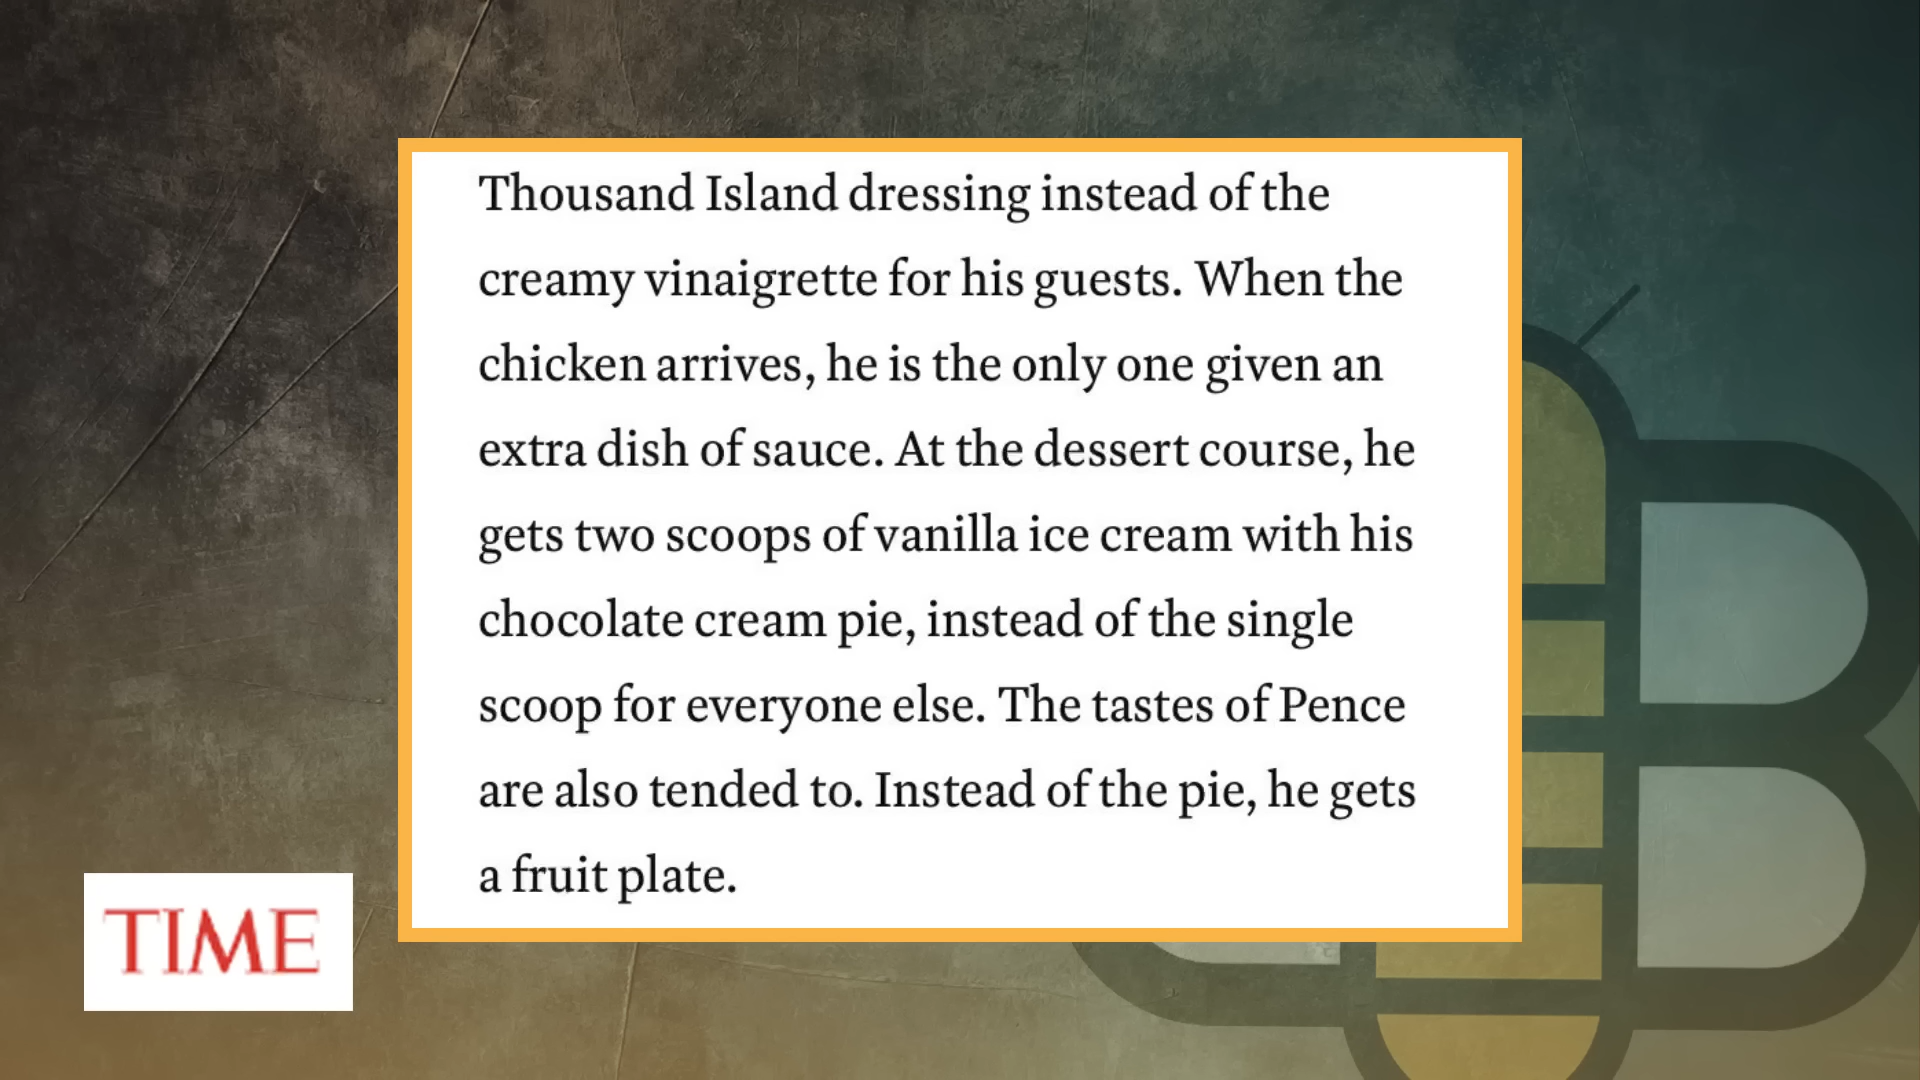 Thousand Island dressing instead of the
creamy vinaigrette for his guests. When the
chicken arrives, he is the only one given an
extra dish of sauce. At the dessert course, he
gets two scoops of vanilla ice cream with his
chocolate cream pie, instead of the single
scoop for everyone else. The tastes of Pence
are also tended to. Instead of the pie, he gets
a fruit plate.
TIME